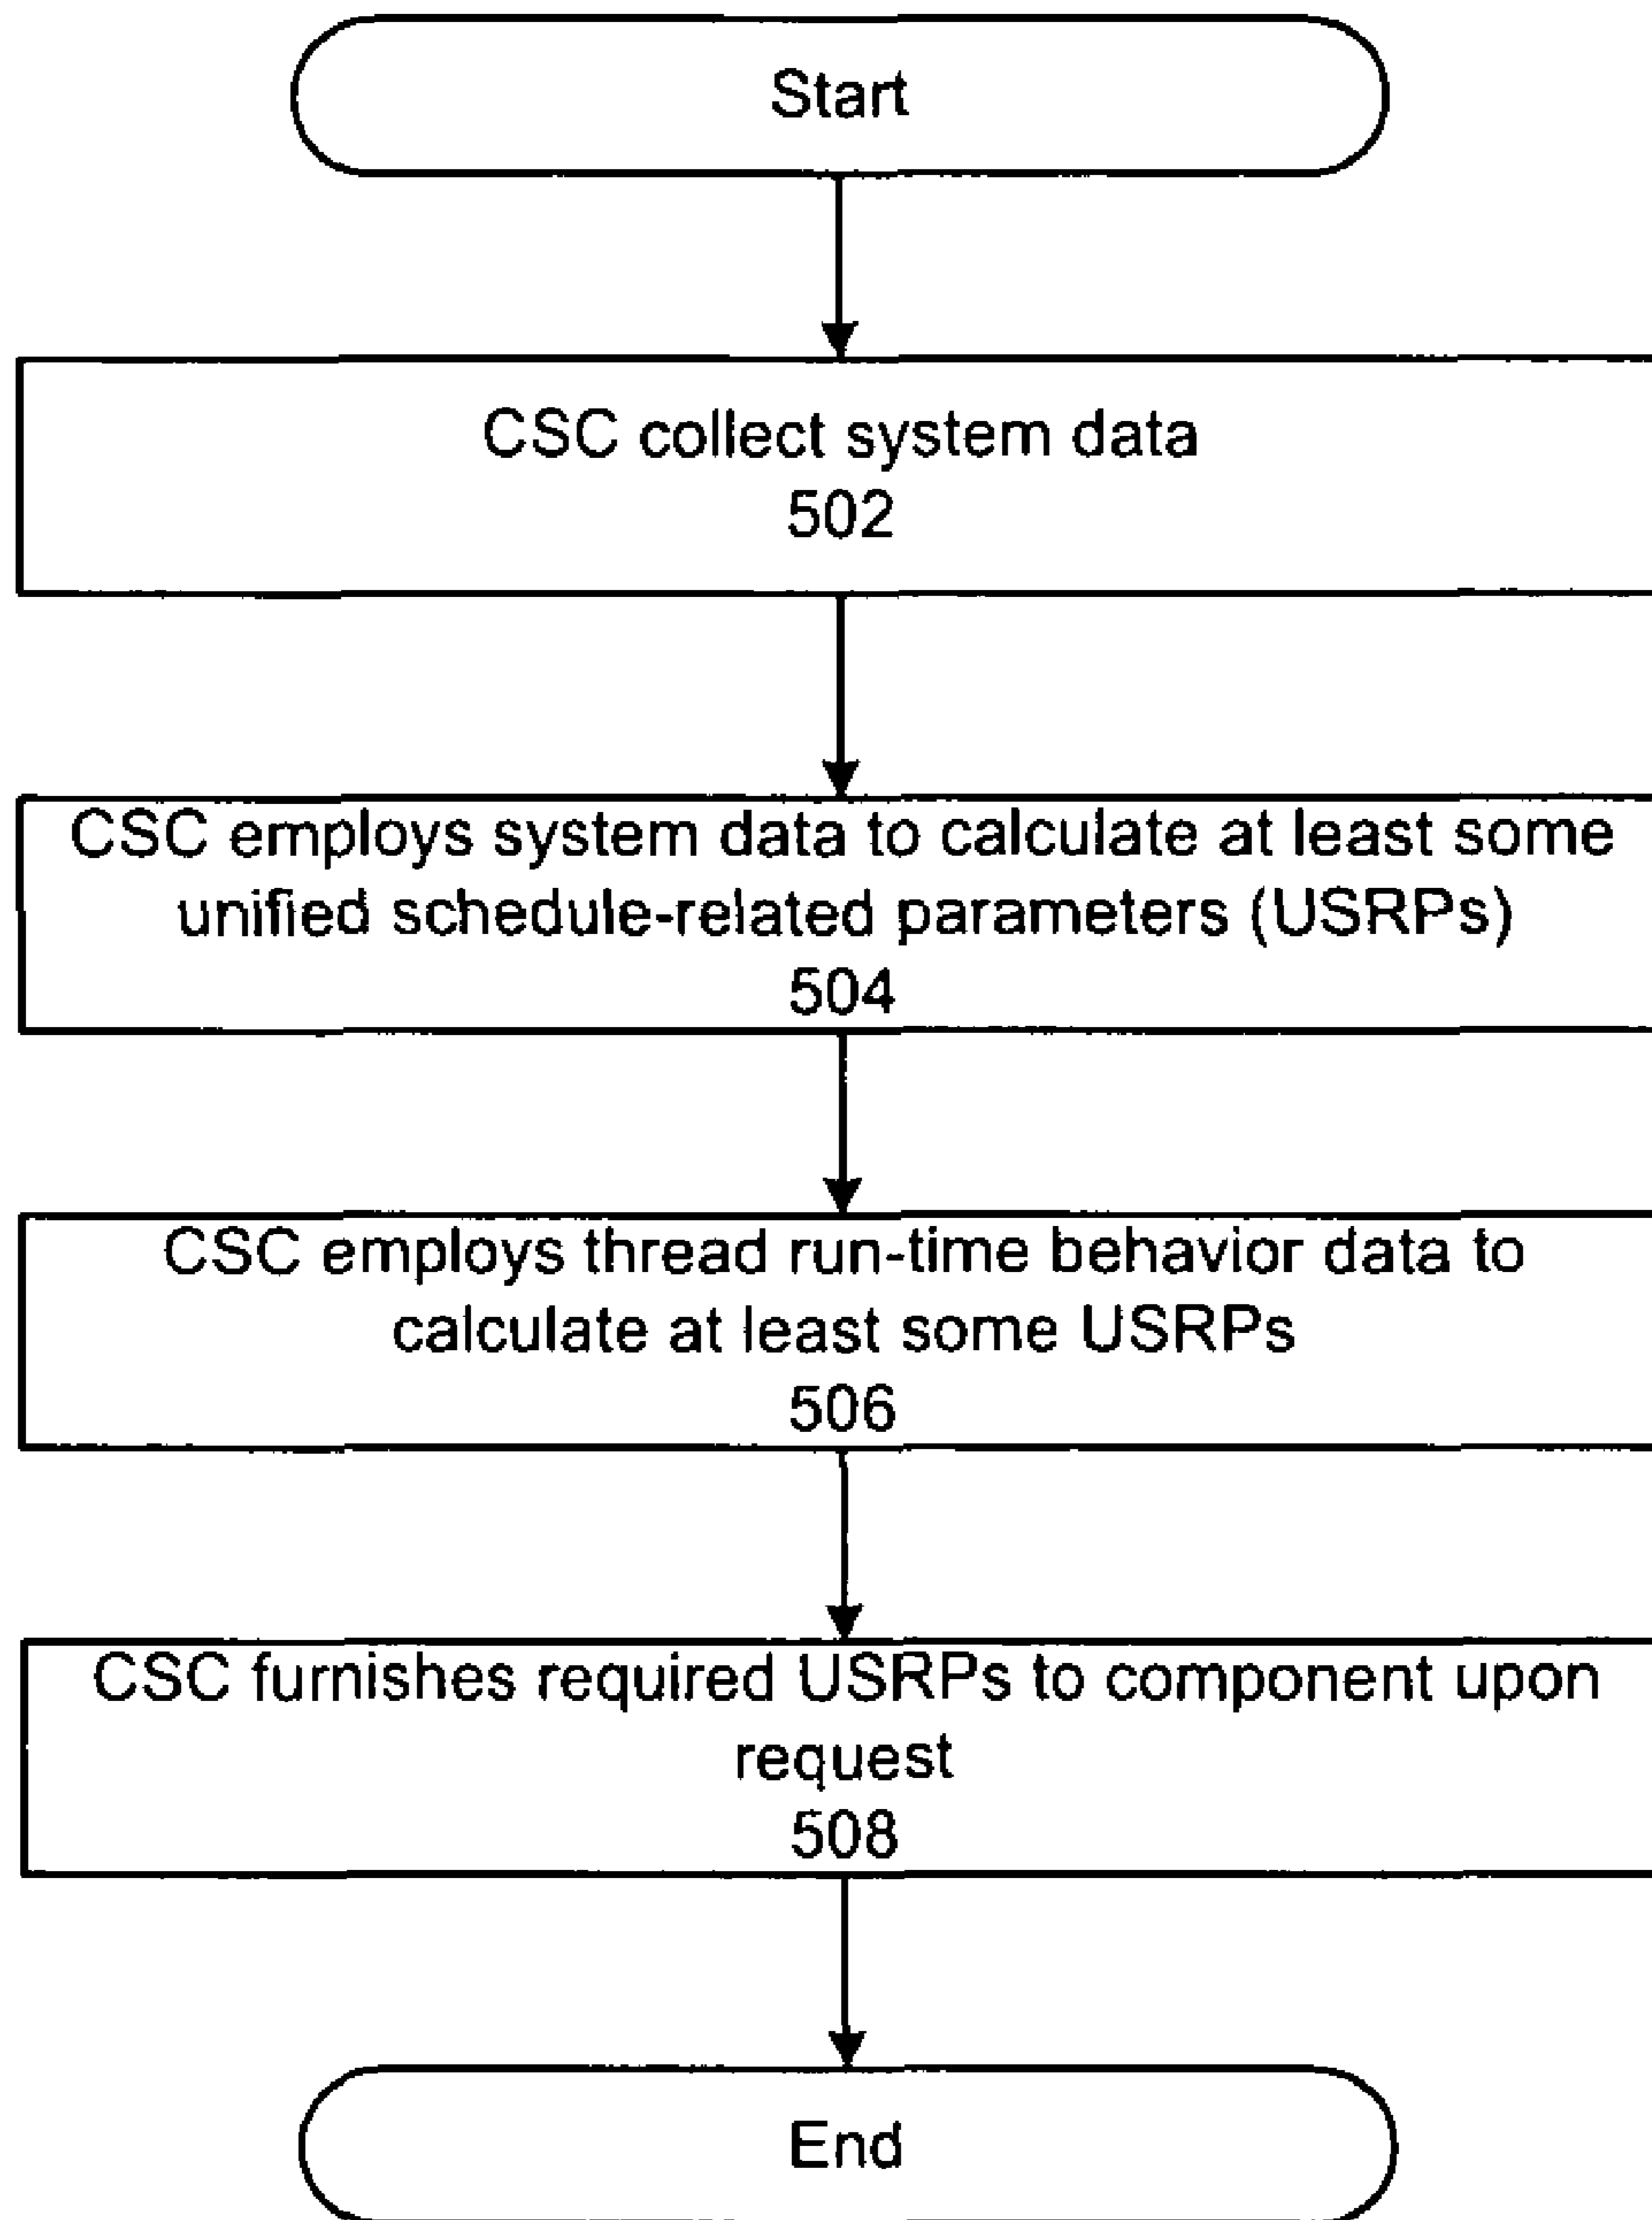 Start
CSC collect system data
502
CSC employs system data to calculate at least some
unified schedule-related parameters (USRPs)
504
CSC employs thread run-time behavior data to
calculate at least some USRPs
506
CSC furnishes required USRPs to component upon
request
508
End